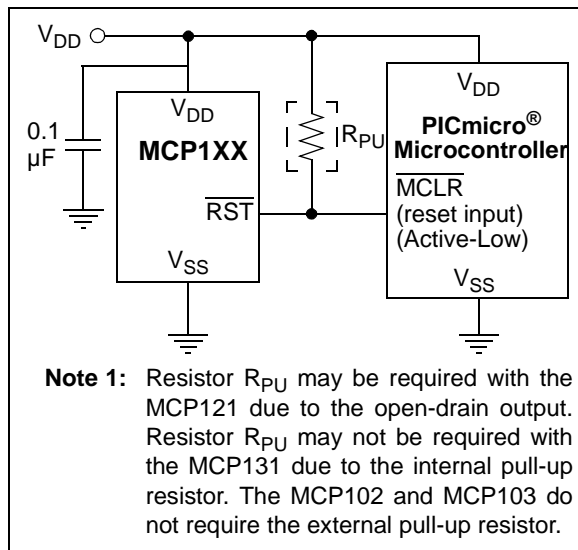 VDD
VDD
VDD
0.1
µF
MCP1XX
RPU
PICmicro®
Microcontroller
RST
MCLR
(reset input)
(Active-Low)
VSS
VSS
Note 1: Resistor RPU may be required with the
MCP121 due to the open-drain output.
Resistor RPU may not be required with
the MCP131 due to the internal pull-up
resistor. The MCP102 and MCP103 do
not require the external pull-up resistor.